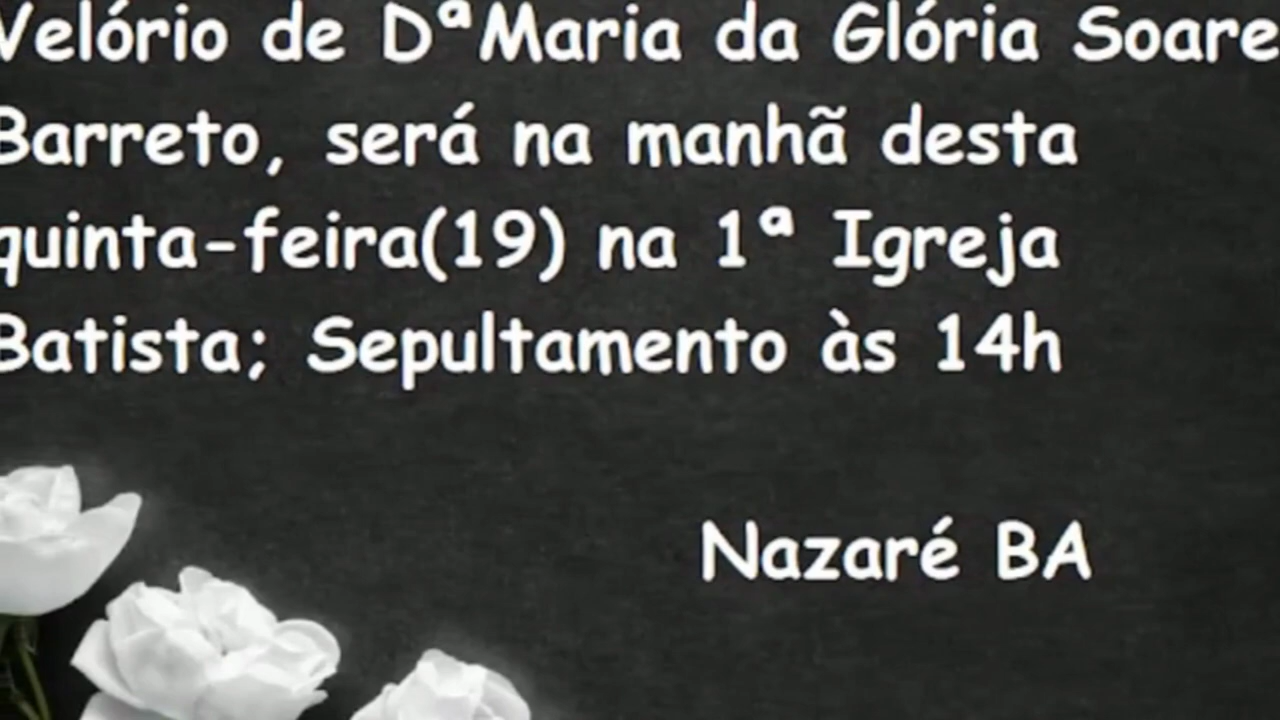 Velório de DªMaria da Glória Soare
Barreto, será na manhã desta
quinta-feira(19) na 1ª Igreja
Batista; Sepultamento às 14h
Nazaré BA